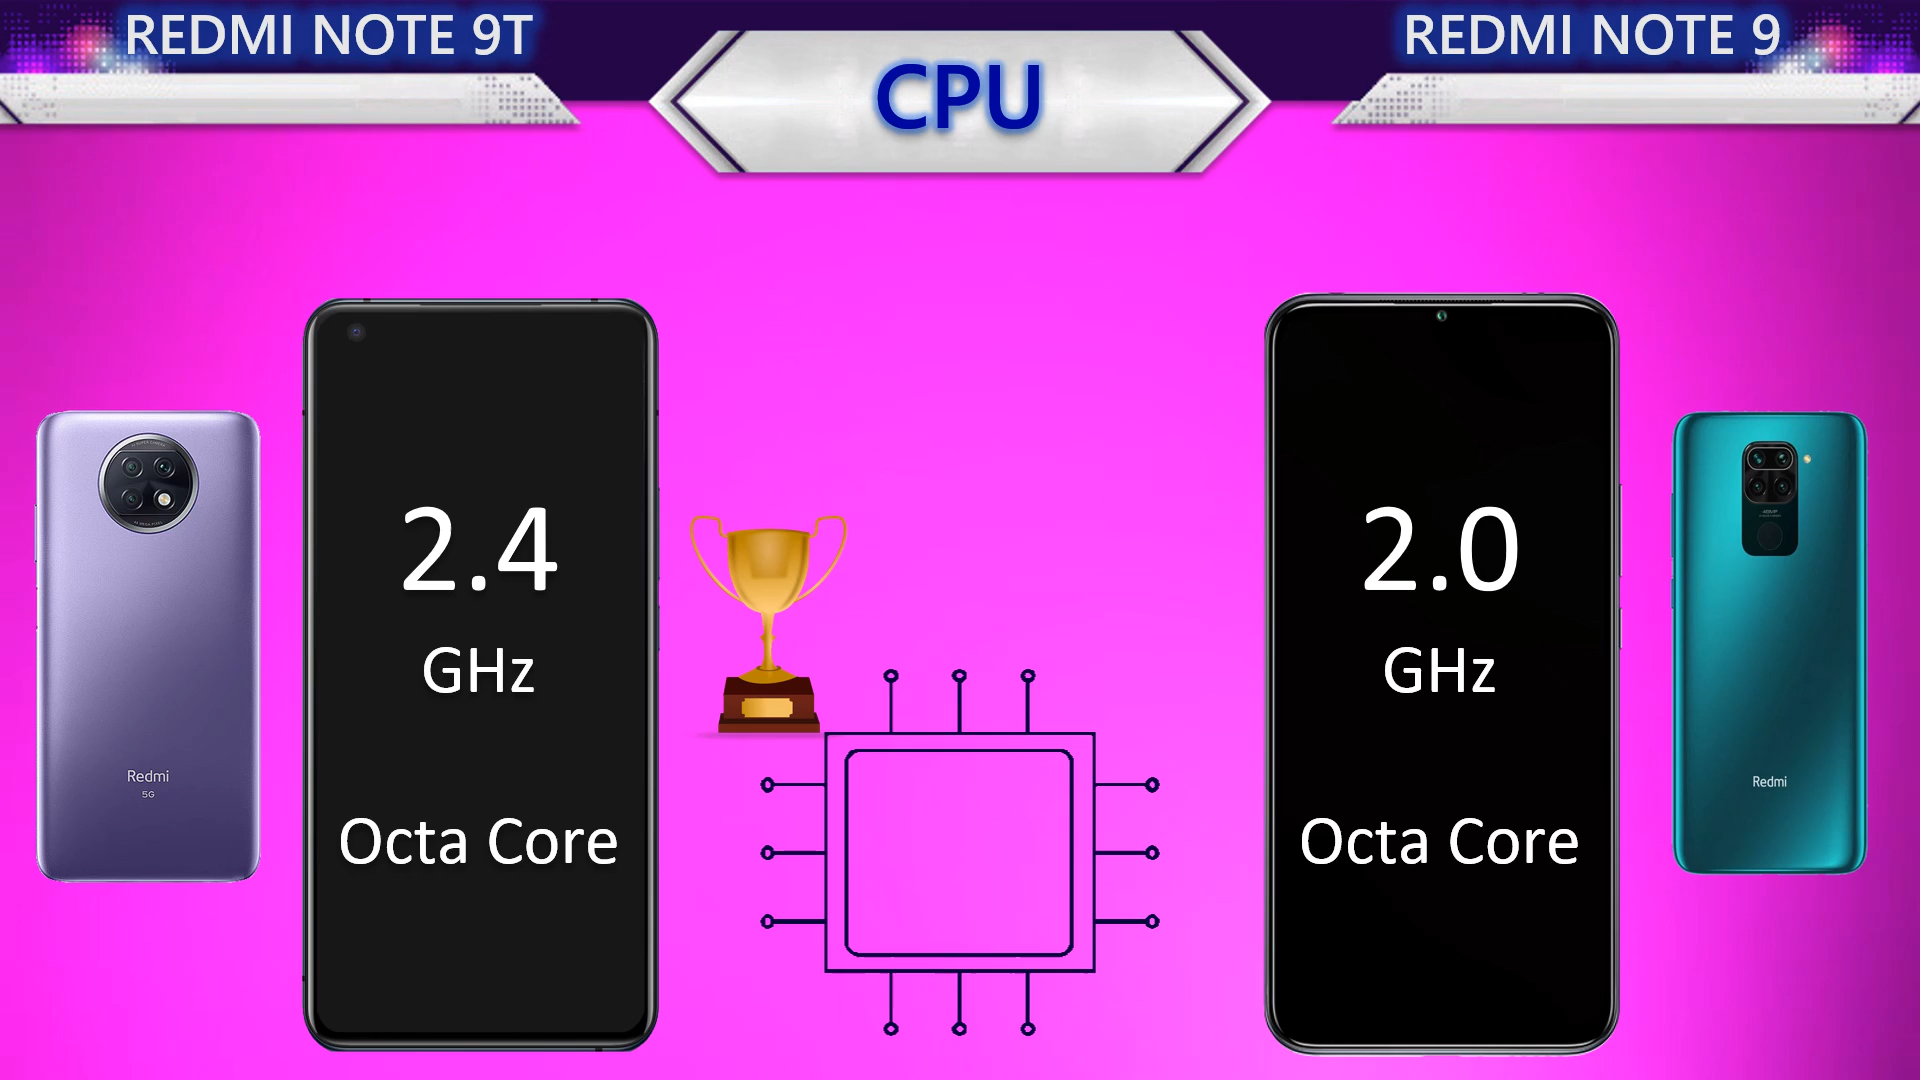 REDMI NOTE 9T
CPU
REDMI NOTE 9
2.4
GHz
Octa Core
2.0
GHz
Octa Core
Redmi
5G
Redmi